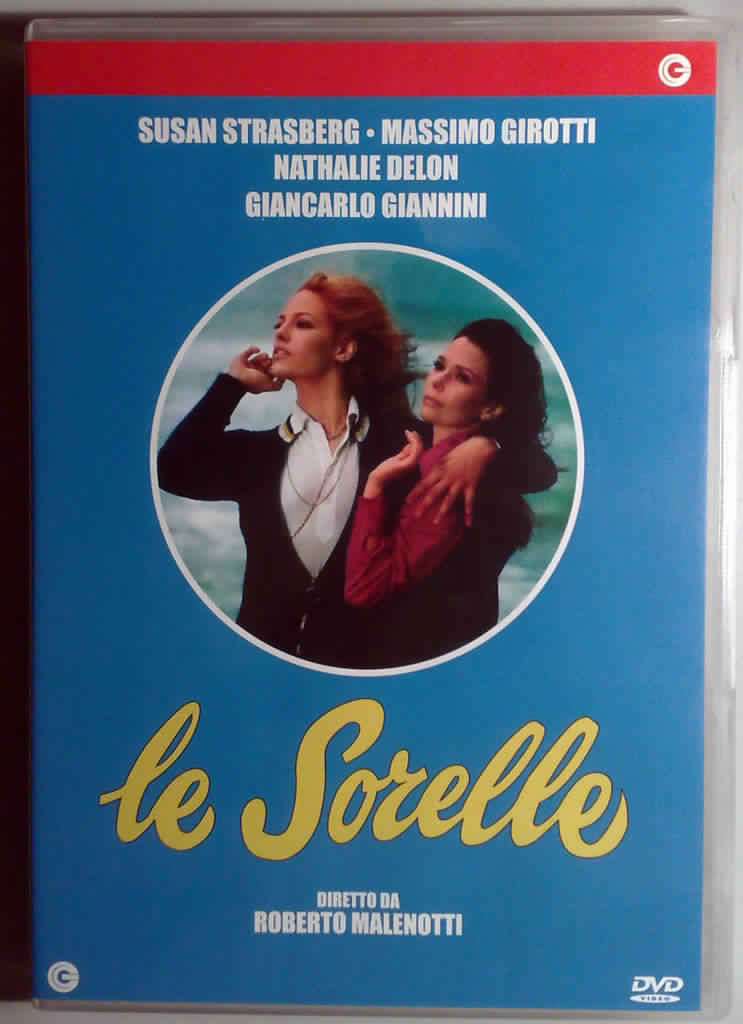 SUSAN STRASBERG • MASSIMO GIROTTI
NATHALIE DELON
GIANCARLO GIANNINI
le Sorelle
DIRETTO DA
ROBERTO MALENOTTI
DVD
VIDEO